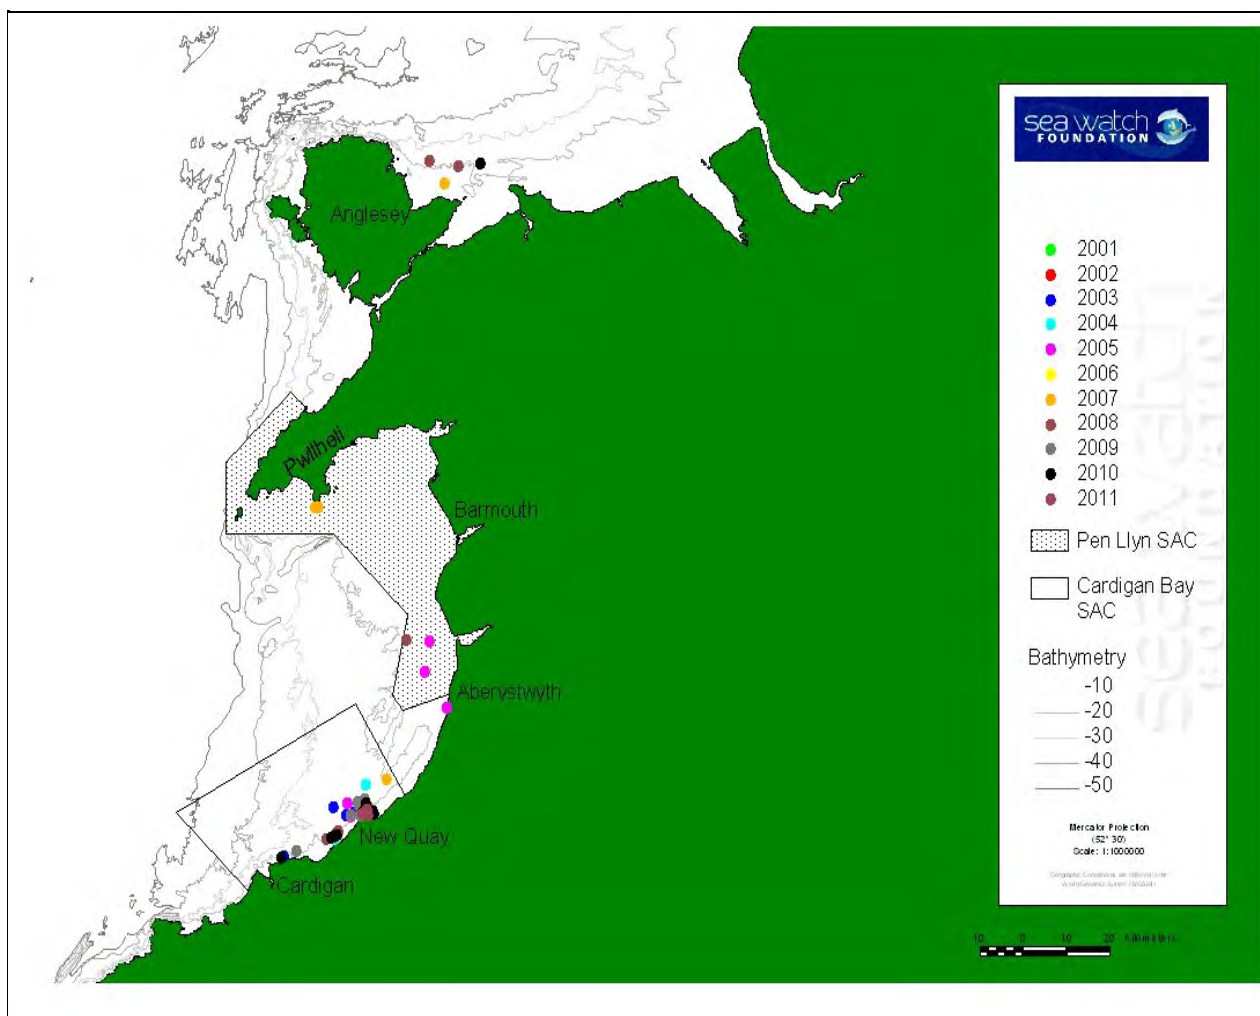 sea watch
FOUNDATION
Anglesey
2001
2002
2003
2004
2005
2006
2007
2008
2009
2010
2011
Pwllheli
Barmouth
Pen Llyn SAC
Cardigan Bay
SAC
Bathymetry
-10
-20
-30
-40
-50
Aberystwyth
New Quay
Cardigan
Mercator Projection
(52° 30)
Scale: 1:1000000
10 0 10 20